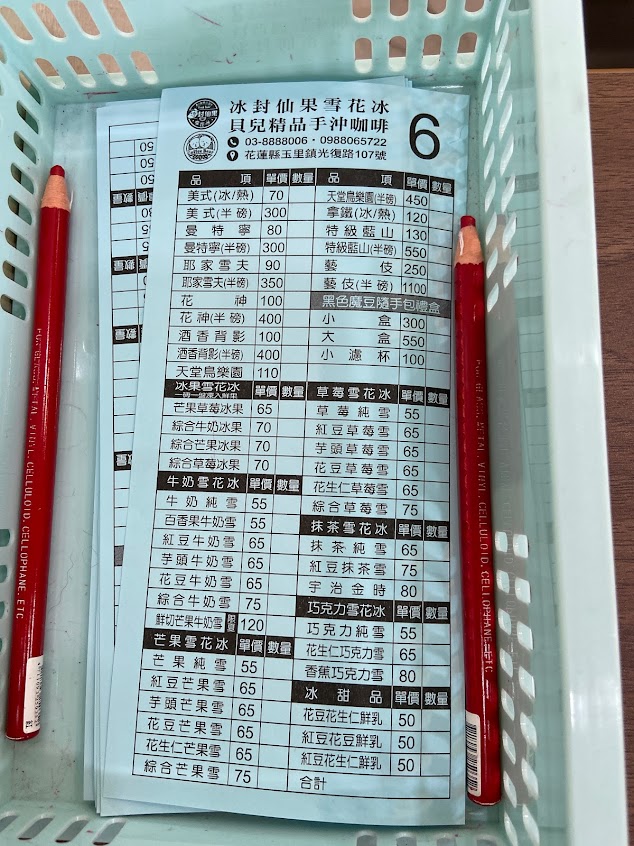 冰封仙果雪花冰
貝兒精品手沖咖啡
03-8888006・0988065722
花蓮縣玉里鎮光復路107號
6
品項 單價 數量
美式(冰/熱) 70
美式(半磅) 300
曼特寧 80
曼特寧(半磅) 300
耶家雪夫 90
耶家雪夫(半磅) 350
花神 100
花神(半磅) 400
酒香背影 100
酒香背影(半磅) 400
天堂鳥樂園 110
冰果雪花冰 單價 數量
芒果草莓冰果 65
綜合牛奶冰果 70
綜合芒果冰果 70
綜合草莓冰果 70
牛奶雪花冰 單價 數量
牛奶純雪 55
百香果牛奶雪 55
紅豆牛奶雪 65
芋頭牛奶雪 65
花豆牛奶雪 65
綜合牛奶雪 75
鮮切芒果牛奶雪 限量 120
芒果雪花冰 單價 數量
芒果純雪 55
紅豆芒果雪 65
芋頭芒果雪 65
花豆芒果雪 65
花生仁芒果雪 65
綜合芒果雪 75
品項 單價 數量
天堂鳥樂園(半磅) 450
拿鐵(冰/熱) 120
特級藍山 130
特級藍山(半磅) 550
藝伎 250
藝伎(半磅) 1100
黑色魔豆隨手包禮盒
小盒 300
大盒 550
小濾杯 100
草莓雪花冰 單價 數量
草莓純雪 55
紅豆草莓雪 65
芋頭草莓雪 65
花豆草莓雪 65
花生仁草莓雪 75
綜合草莓雪 75
抹茶雪花冰 單價 數量
抹茶純雪 65
紅豆抹茶雪 75
宇治金時 80
巧克力雪花冰 單價 數量
巧克力純雪 55
花生仁巧克力雪 65
香蕉巧克力雪 80
冰甜品 單價 數量
花豆花生仁鮮乳 50
紅豆花豆鮮乳 50
紅豆花生仁鮮乳 50
合計
FOR GLASS, METAL, VINYL, CELLULOID, CELLOPHANE, ETC
FOR GLASS, METAL, VINYL, CELLULOID, CELLOPHANE, ETC